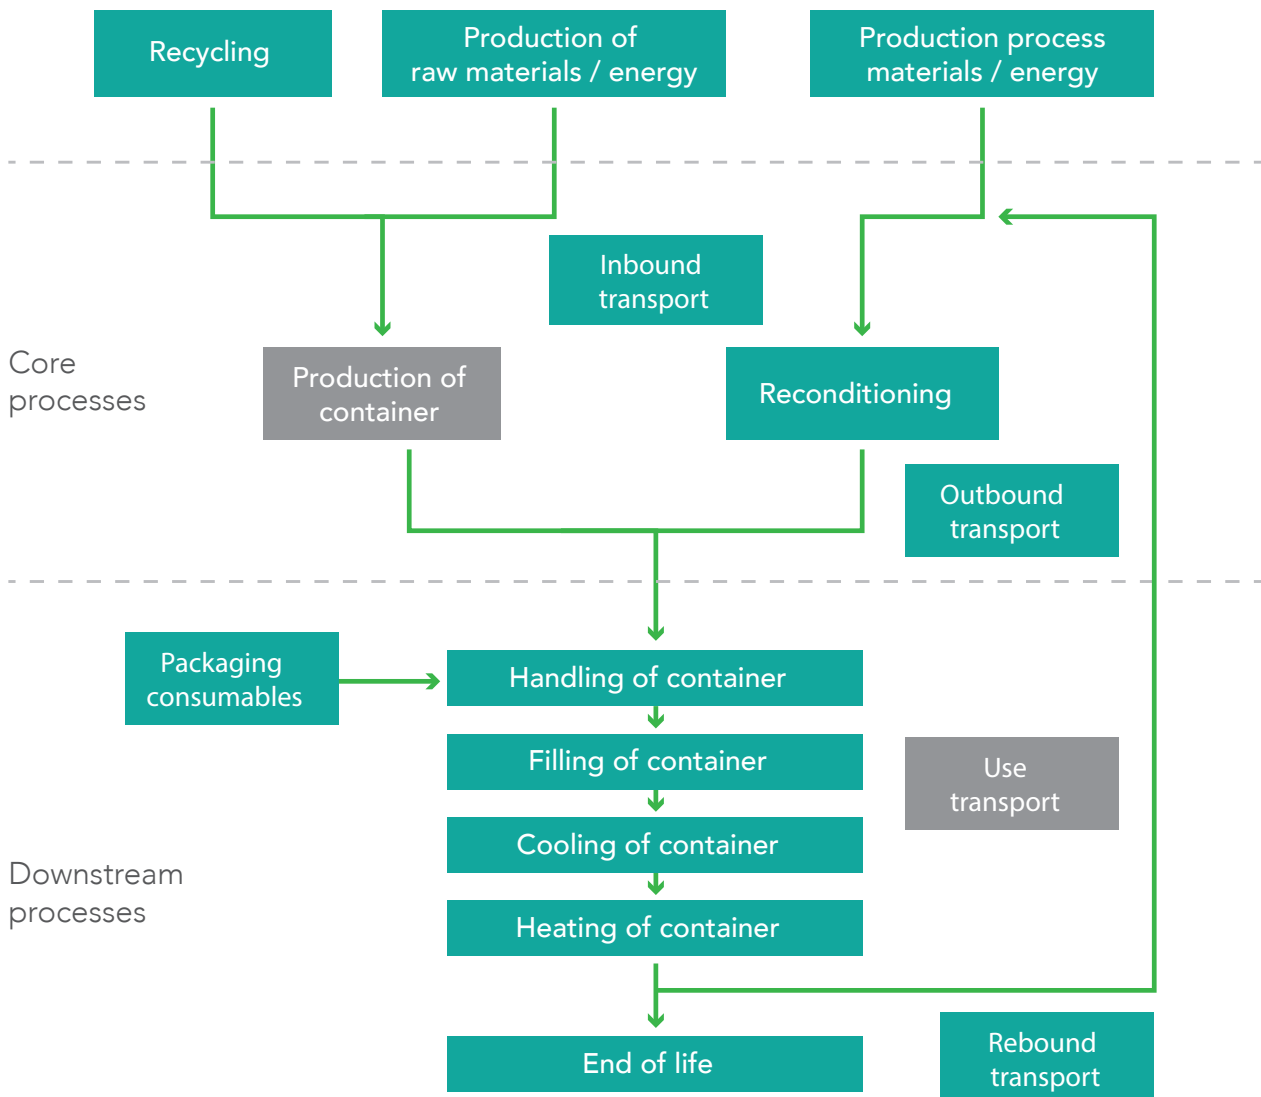 Recycling
Production of
raw materials / energy
Production process
materials / energy
Inbound
transport
Core
processes
Production of
container
Reconditioning
Outbound
transport
Packaging
consumables
Handling of container
Filling of container
Use
transport
Cooling of container
Downstream
processes
Heating of container
End of life
Rebound
transport